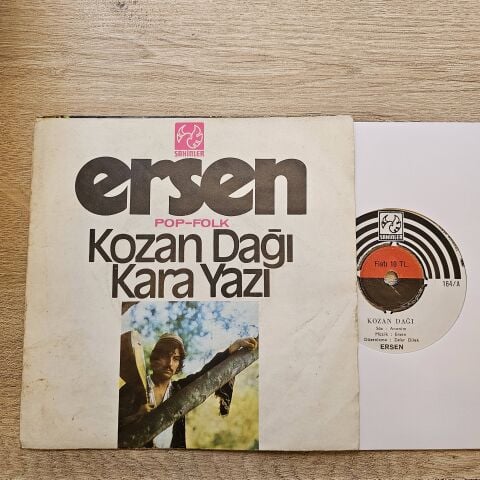 ŞAHİNLER
ersen
POP-FOLK
Kozan Dağı
Kara Yazı
ŞAHİNLER
Fiatı 10 TL.
164/A
KOZAN DAĞI
Söz : Anonim
Müzik : Ersen
Düzenleme : Zafer Dilek
ERSEN